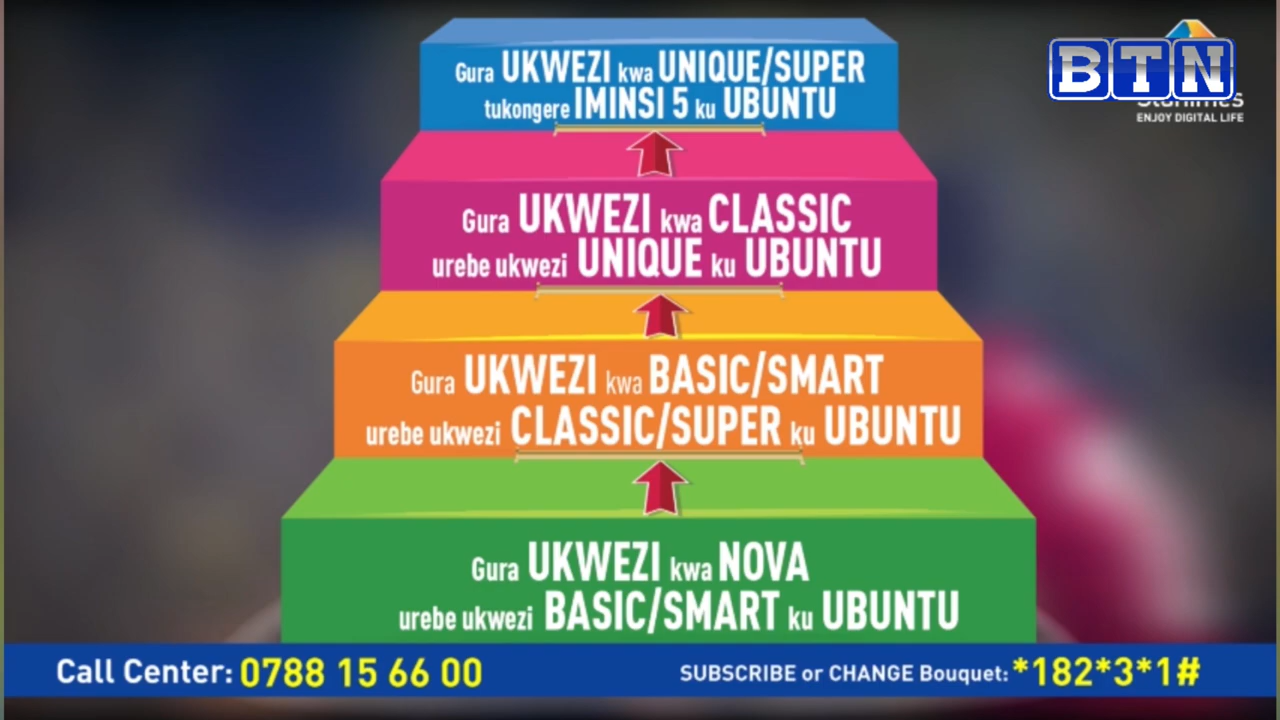 BTN
StarTimes
ENJOY DIGITAL LIFE
Gura UKWEZI kwa UNIQUE/SUPER
tukongere IMINSI 5 ku UBUNTU
Gura UKWEZI kwa CLASSIC
urebe ukwezi UNIQUE ku UBUNTU
Gura UKWEZI kwa BASIC/SMART
urebe ukwezi CLASSIC/SUPER ku UBUNTU
Gura UKWEZI kwa NOVA
urebe ukwezi BASIC/SMART ku UBUNTU
Call Center: 0788 15 66 00
SUBSCRIBE or CHANGE Bouquet: *182*3*1#